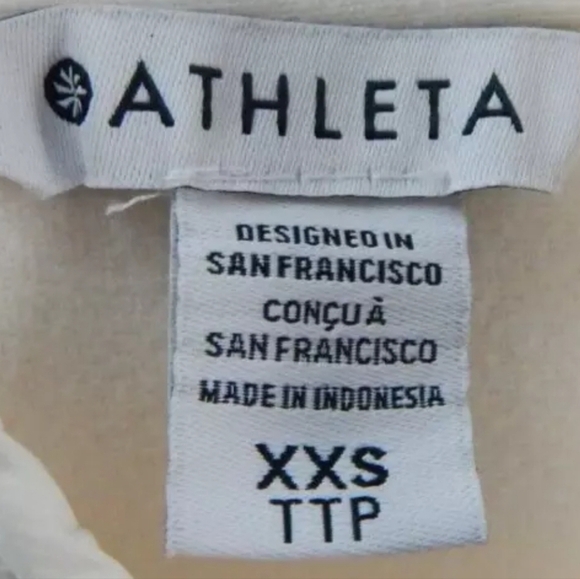 ATHLETA
DESIGNED IN
SAN FRANCISCO
CONÇU À
SAN FRANCISCO
MADE IN INDONESIA
XXS
TTP